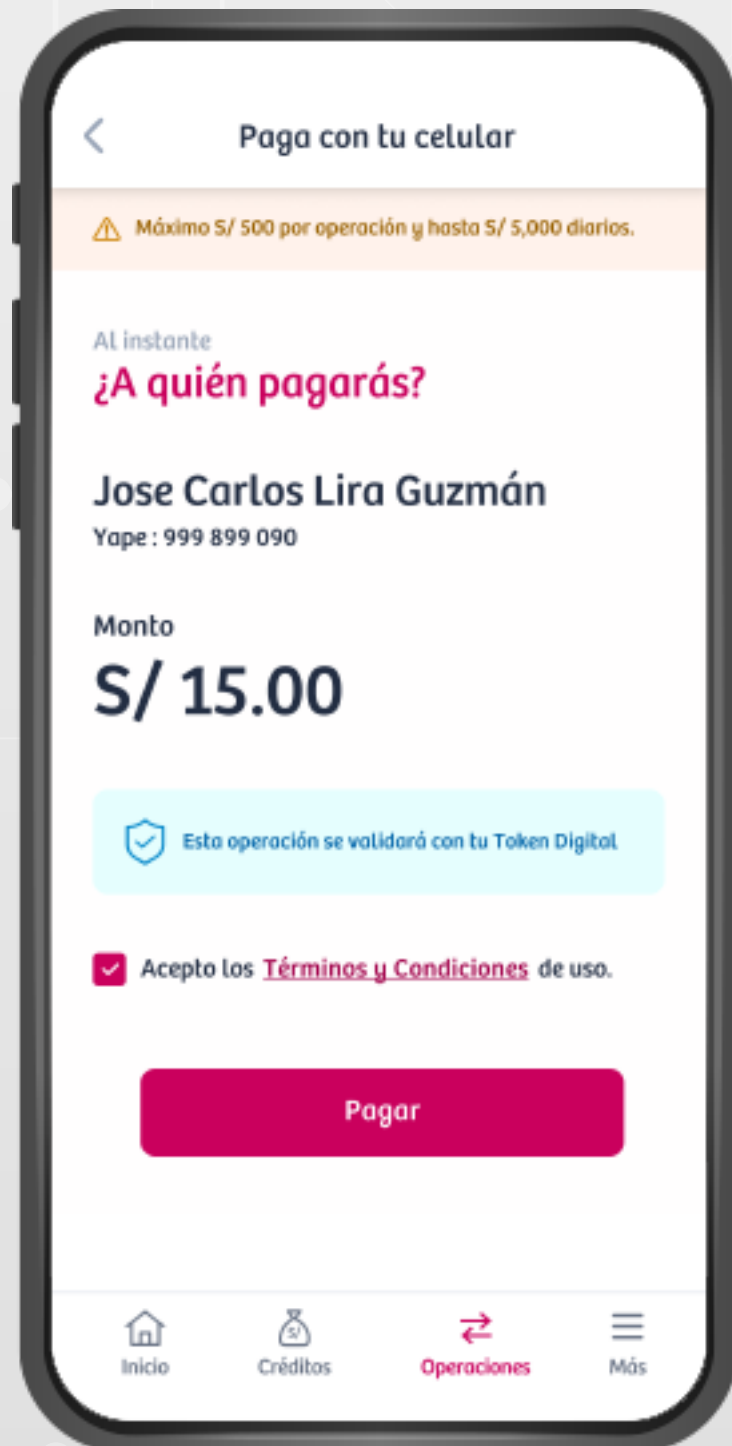 Paga con tu celular
Máximo S/ 500 por operación y hasta S/ 5,000 diarios.
Al instante
¿A quién pagarás?
Jose Carlos Lira Guzmán
Yape : 999 899 090
Monto
S/ 15.00
Esta operación se validará con tu Token Digital
Acepto los Términos y Condiciones de uso.
Pagar
S/
Inicio Créditos Operaciones Más